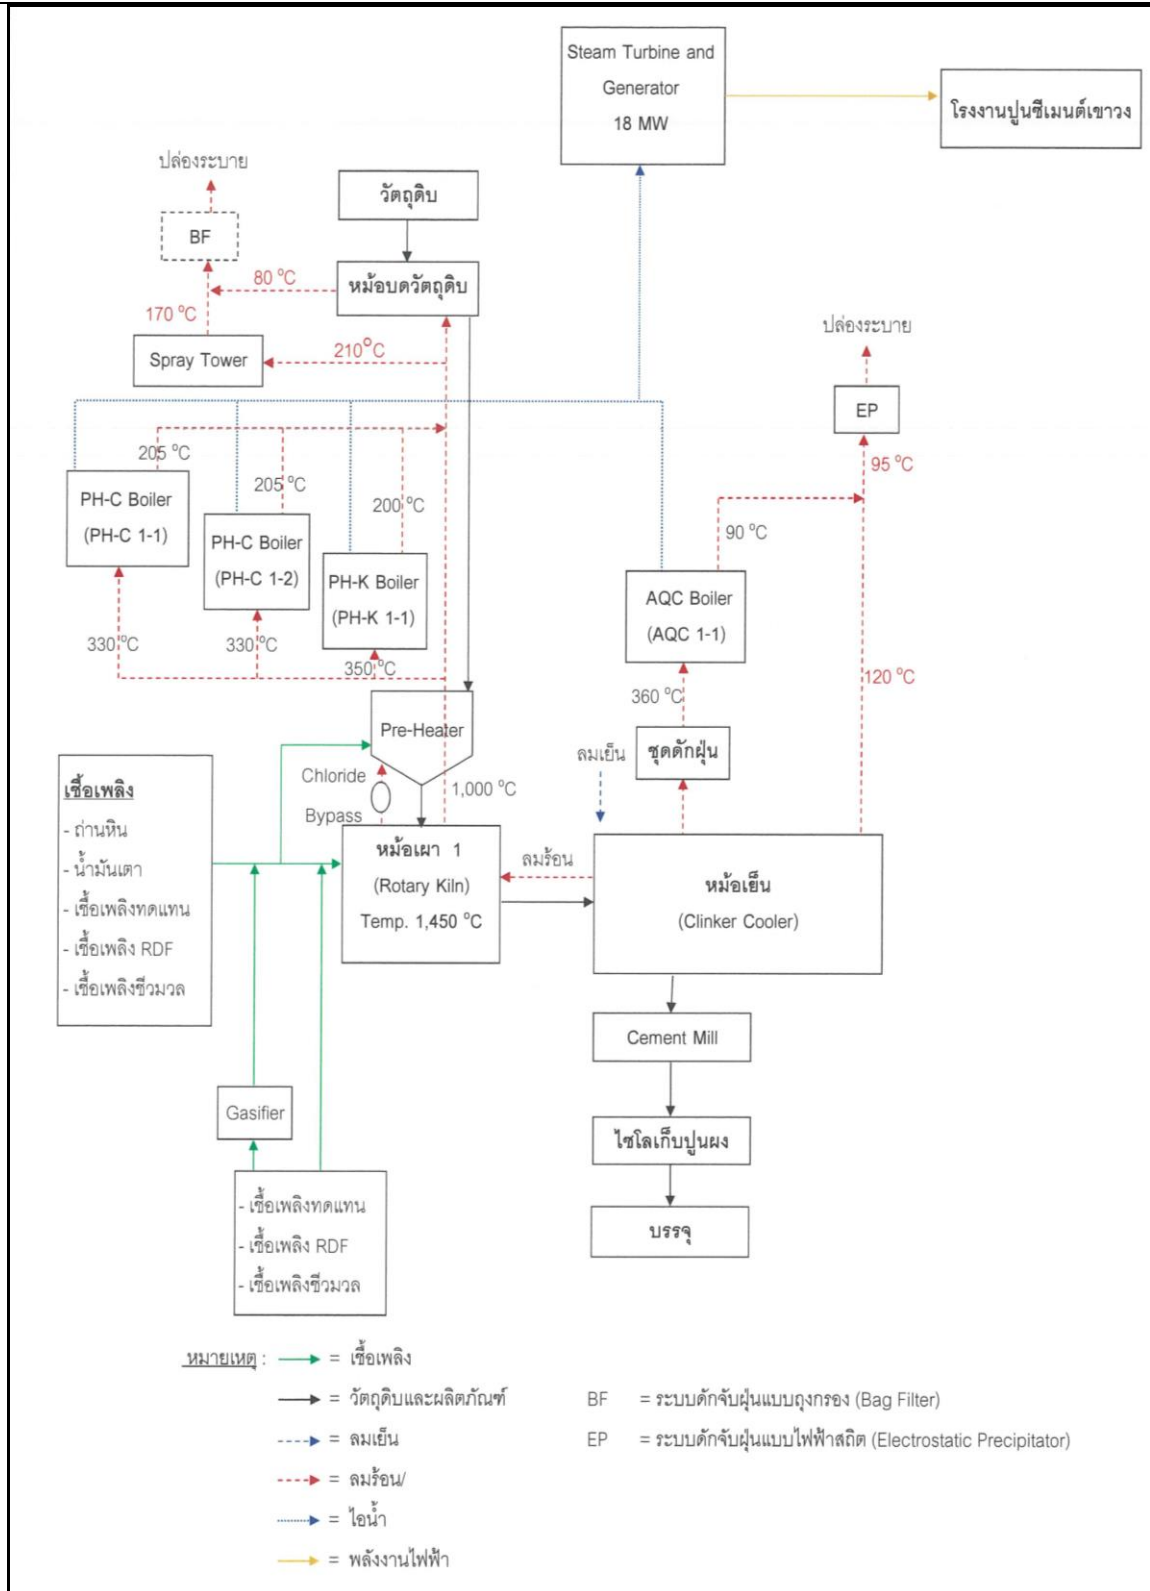 Steam Turbine and
Generator
18 MW
โรงงานปูนซีเมนต์เขาวง
ปล่องระบาย
วัตถุดิบ
BF
80 °C
หม้อบดวัตถุดิบ
170 °C
ปล่องระบาย
Spray Tower
210°C
EP
205 °C
95 °C
PH-C Boiler
(PH-C 1-1)
205 °C
200 °C
PH-C Boiler
(PH-C 1-2)
90 °C
PH-K Boiler
(PH-K 1-1)
AQC Boiler
(AQC 1-1)
330 °C
330 °C
350 °C
120 °C
360 °C
Pre-Heater
ชุดดักฝุ่น
ลมเย็น
Chloride
Bypass
1,000 °C
เชื้อเพลิง
- ถ่านหิน
- น้ำมันเตา
- เชื้อเพลิงทดแทน
- เชื้อเพลิง RDF
- เชื้อเพลิงชีวมวล
หม้อเผา 1
(Rotary Kiln)
Temp. 1,450 °C
ลมร้อน
หม้อเย็น
(Clinker Cooler)
Cement Mill
Gasifier
ไซโลเก็บปูนผง
- เชื้อเพลิงทดแทน
- เชื้อเพลิง RDF
- เชื้อเพลิงชีวมวล
บรรจุ
หมายเหตุ : = เชื้อเพลิง
= วัตถุดิบและผลิตภัณฑ์
BF = ระบบดักจับฝุ่นแบบถุงกรอง (Bag Filter)
= ลมเย็น
EP = ระบบดักจับฝุ่นแบบไฟฟ้าสถิต (Electrostatic Precipitator)
= ลมร้อน/
= ไอน้ำ
= พลังงานไฟฟ้า